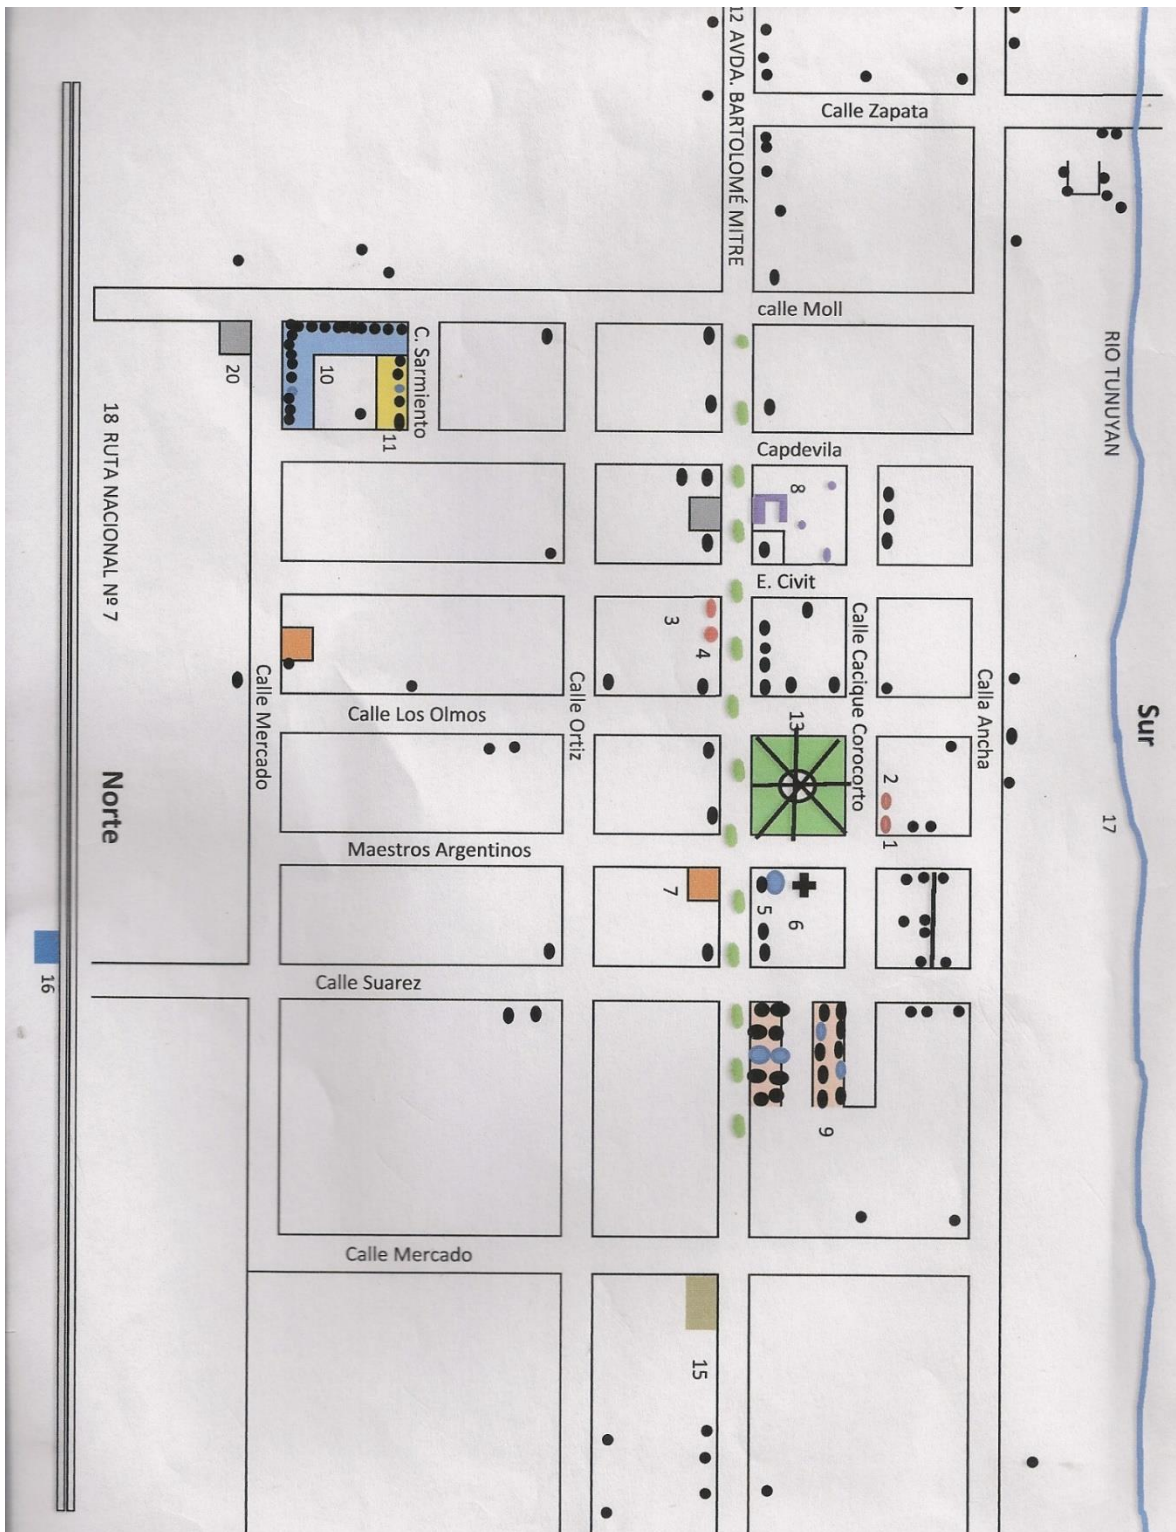 12 AVDA. BARTOLOMÉ MITRE
Calle Zapata
calle Moll
RIO TUNUYAN
C. Sarmiento
20
10
11
18 RUTA NACIONAL Nº 7
Capdevila
8
E. Civit
3
4
Calle Cacique Corocorto
Calla Ancha
Calle Mercado
Calle Ortiz
Calle Los Olmos
13
Sur
2
1
17
Norte
Maestros Argentinos
7
5
6
16
Calle Suarez
9
Calle Mercado
15